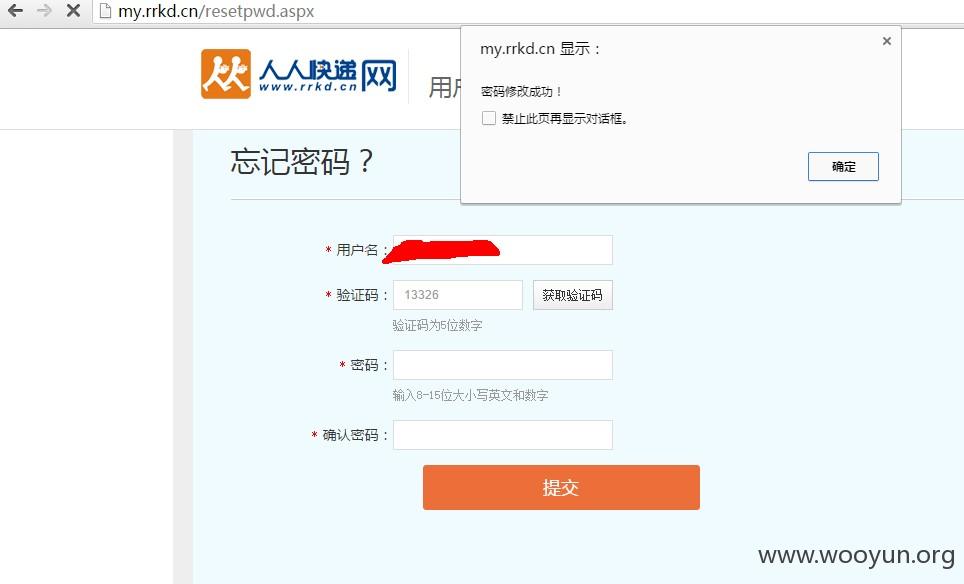 my.rrkd.cn/resetpwd.aspx
人人快递
www.rrkd.cn
网
用户
my.rrkd.cn 显示：
×
密码修改成功！
禁止此页再显示对话框。
确定
忘记密码？
* 用户名：
* 验证码： 13326 获取验证码
验证码为5位数字
* 密码：
输入8-15位大小写英文和数字
* 确认密码：
提交
www.wooyun.org